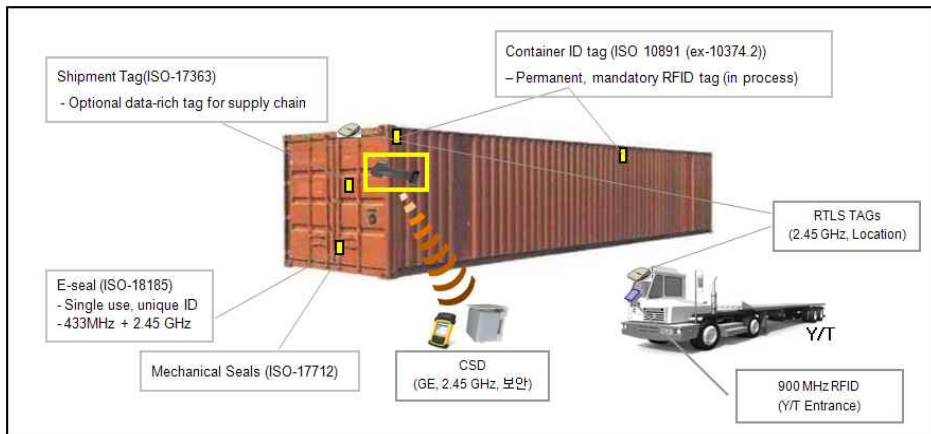 Container ID tag (ISO 10891 (ex-10374.2))
– Permanent, mandatory RFID tag (in process)
Shipment Tag(ISO-17363)
- Optional data-rich tag for supply chain
RTLS TAGs
(2.45 GHz, Location)
E-seal (ISO-18185)
- Single use, unique ID
- 433MHz + 2.45 GHz
Y/T
Mechanical Seals (ISO-17712)
CSD
(GE, 2.45 GHz, 보안)
900 MHz RFID
(Y/T Entrance)